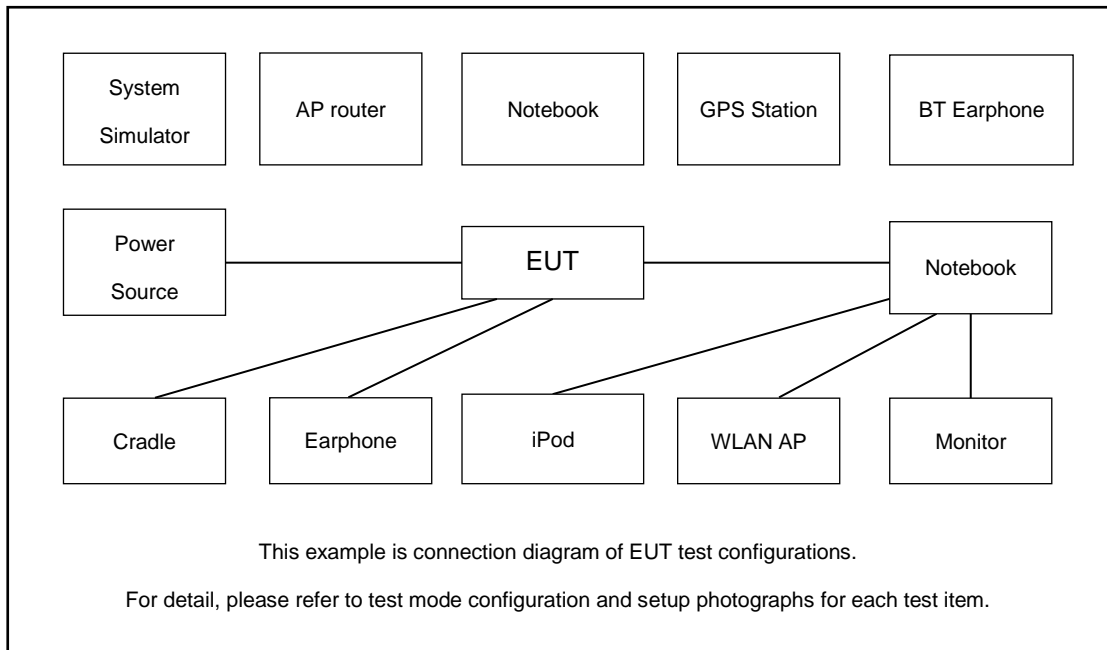 System
Simulator
AP router
Notebook
GPS Station
BT Earphone
Power
Source
EUT
Notebook
Cradle
Earphone
iPod
WLAN AP
Monitor
This example is connection diagram of EUT test configurations.
For detail, please refer to test mode configuration and setup photographs for each test item.